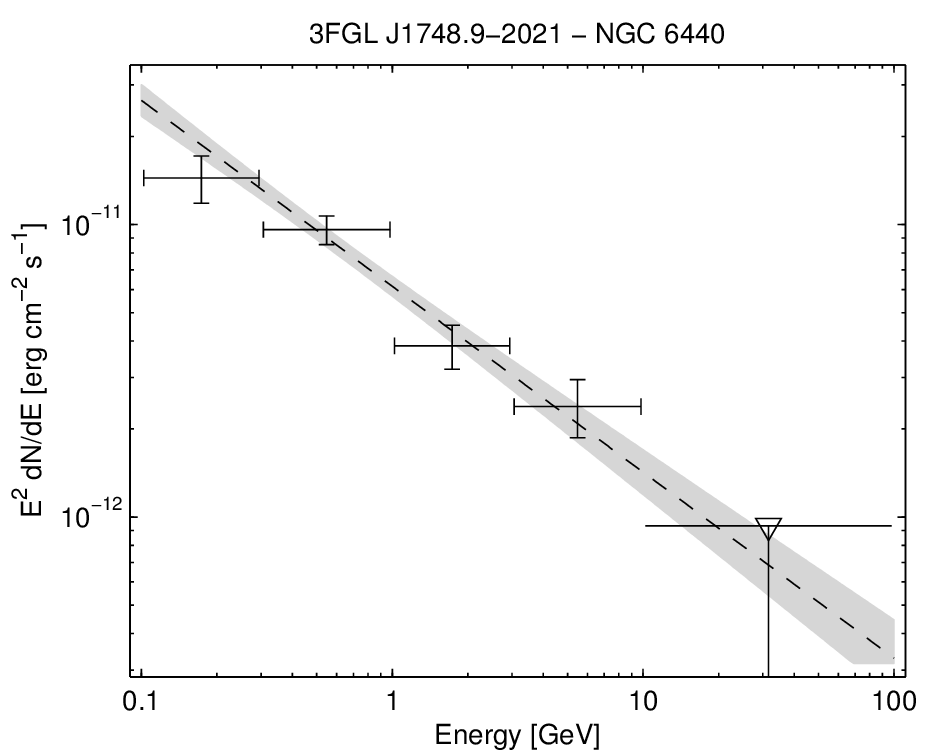 3FGL J1748.9−2021 − NGC 6440
E² dN/dE [erg cm⁻² s⁻¹]
10⁻¹¹
10⁻¹²
0.1 1 10 100
Energy [GeV]